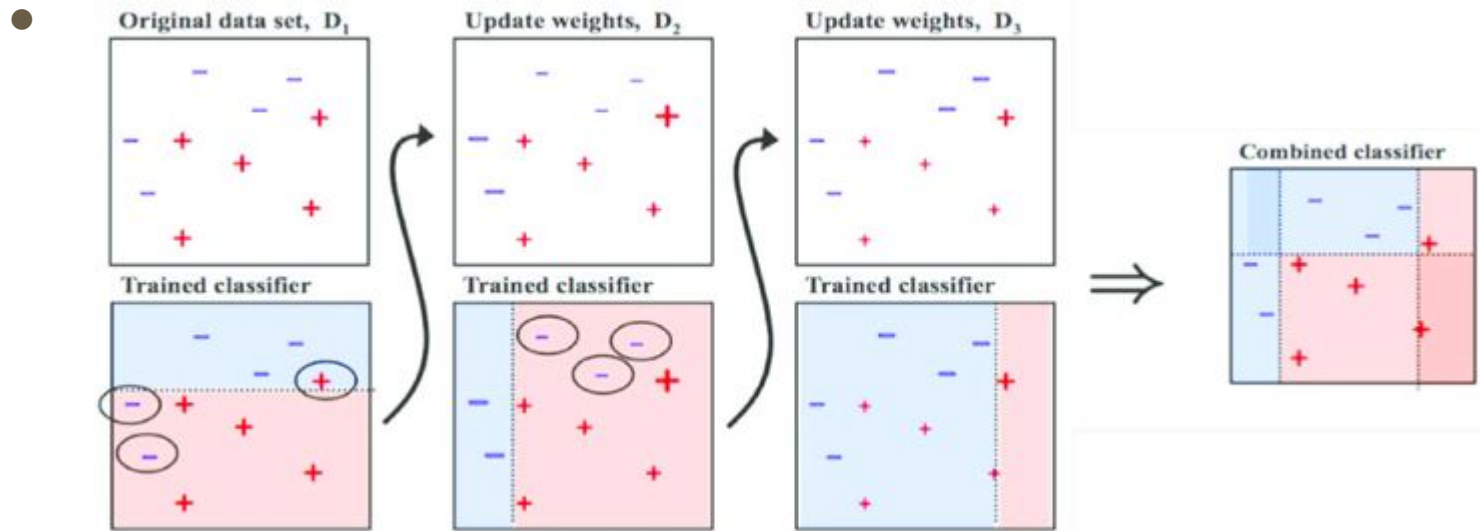 Original data set, D₁
Update weights, D₂
Update weights, D₃
Combined classifier
Trained classifier
Trained classifier
Trained classifier